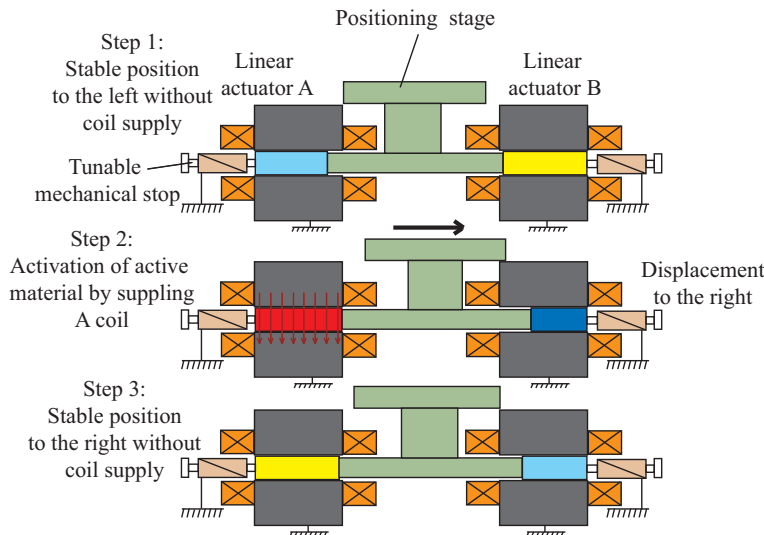 Positioning stage
Step 1:
Stable position
to the left without
coil supply
Linear
actuator A
Linear
actuator B
Tunable
mechanical stop
Step 2:
Activation of active
material by suppling
A coil
Displacement
to the right
Step 3:
Stable position
to the right without
coil supply